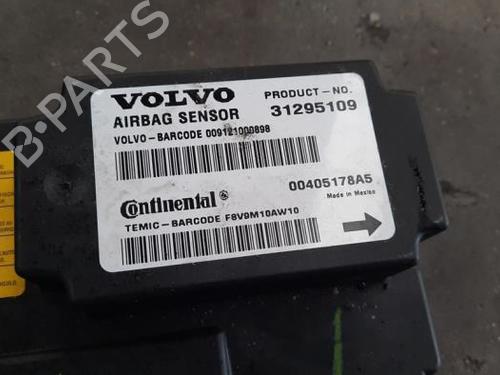 B-PARTS
VOLVO
AIRBAG SENSOR
PRODUCT-NO.
31295109
VOLVO-BARCODE 009121000898
Continental
00405178A5
Made in Mexico
TEMIC-BARCODE F8V9M10AW10